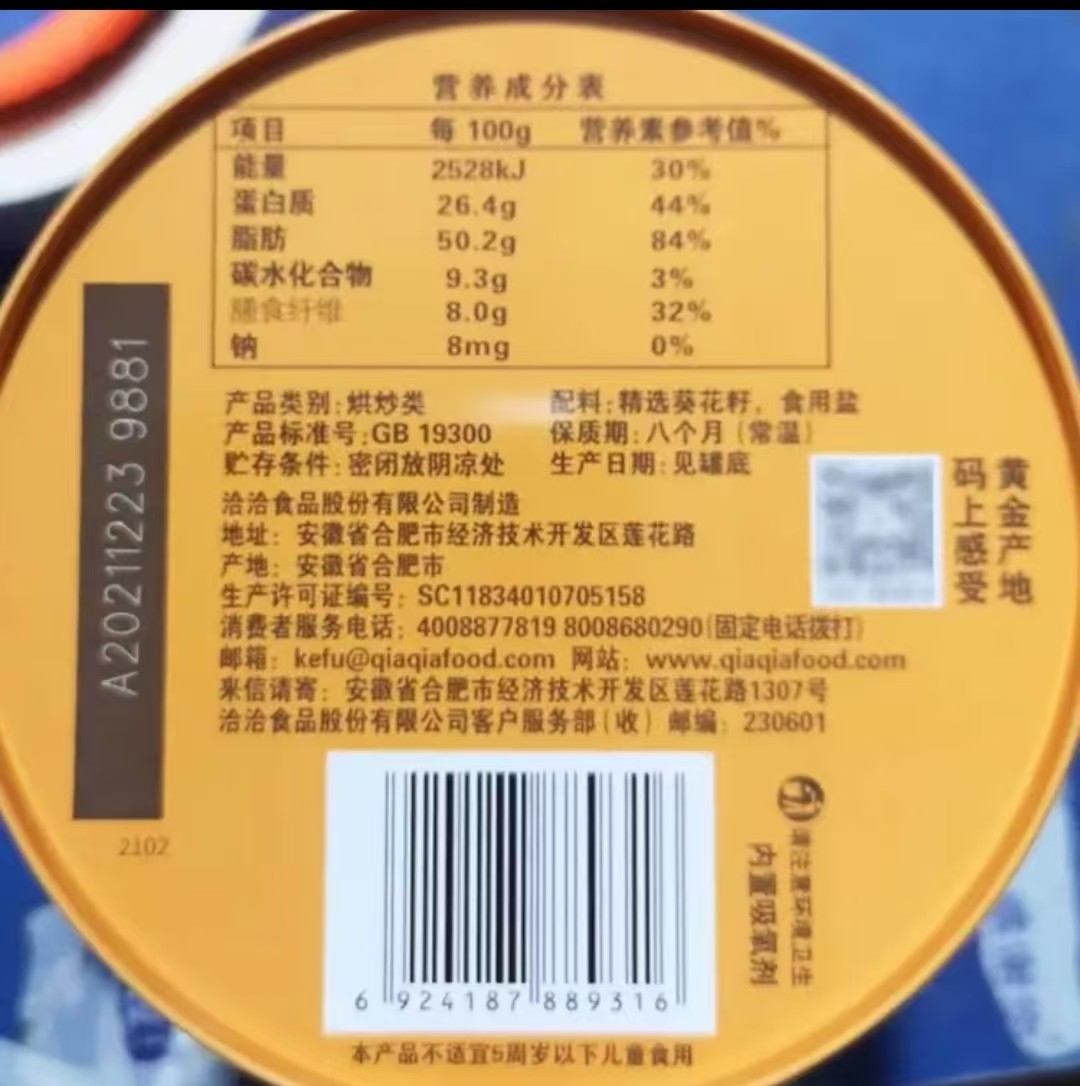 营养成分表
项目 每 100g 营养素参考值%
能量 2528kJ 30%
蛋白质 26.4g 44%
脂肪 50.2g 84%
碳水化合物 9.3g 3%
膳食纤维 8.0g 32%
钠 8mg 0%
产品类别:烘炒类 配料:精选葵花籽，食用盐
产品标准号:GB 19300 保质期:八个月(常温)
贮存条件:密闭放阴凉处 生产日期:见罐底
洽洽食品股份有限公司制造
地址：安徽省合肥市经济技术开发区莲花路
产地：安徽省合肥市
生产许可证编号：SC11834010705158
消费者服务电话：4008877819 8008680290(固定电话拨打)
邮箱：kefu@qiaqiafood.com 网站：www.qiaqiafood.com
来信请寄：安徽省合肥市经济技术开发区莲花路1307号
洽洽食品股份有限公司客户服务部(收) 邮编：230601
黄金产地
码上感受
A20211223 9881
2102
6 924187 889316
请注意环境卫生
内置吸氧剂
本产品不适宜5周岁以下儿童食用